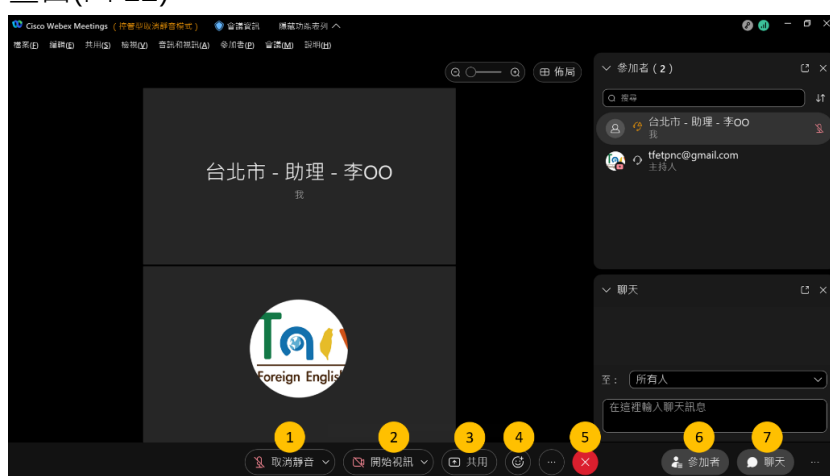 Cisco Webex Meetings (控管型取消靜音模式) 會議資訊 隱藏功能表列
檔案(F) 編輯(E) 共用(S) 檢視(V) 音訊和視訊(A) 參加者(P) 會議(M) 說明(H)
佈局
參加者 (2)
搜尋
台北市 - 助理 - 李OO
我
tfetpnc@gmail.com
主持人
台北市 - 助理 - 李OO
我
Foreign Englis
聊天
至: 所有人
在這裡輸入聊天訊息
1 2 3 4 5 6 7
取消靜音 開始視訊 共用 參加者 聊天